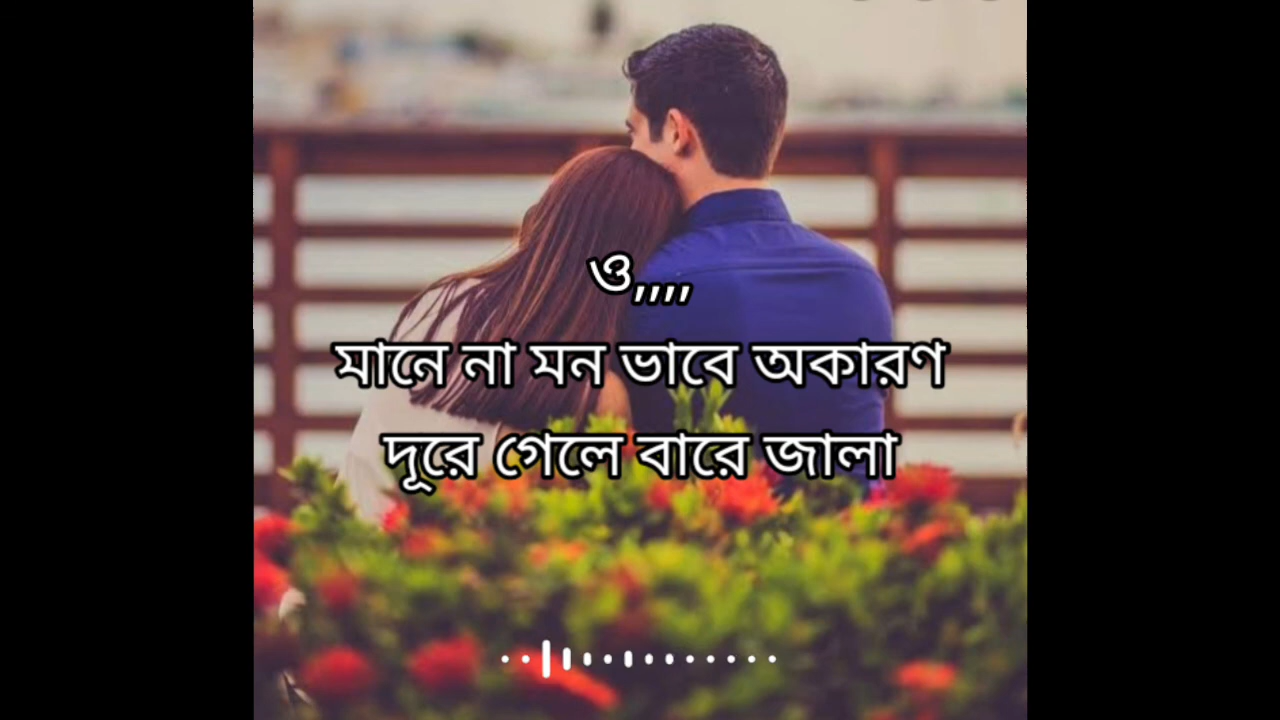 ও,,,,
মানে না মন ভাবে অকারণ
দূরে গেলে বারে জালা